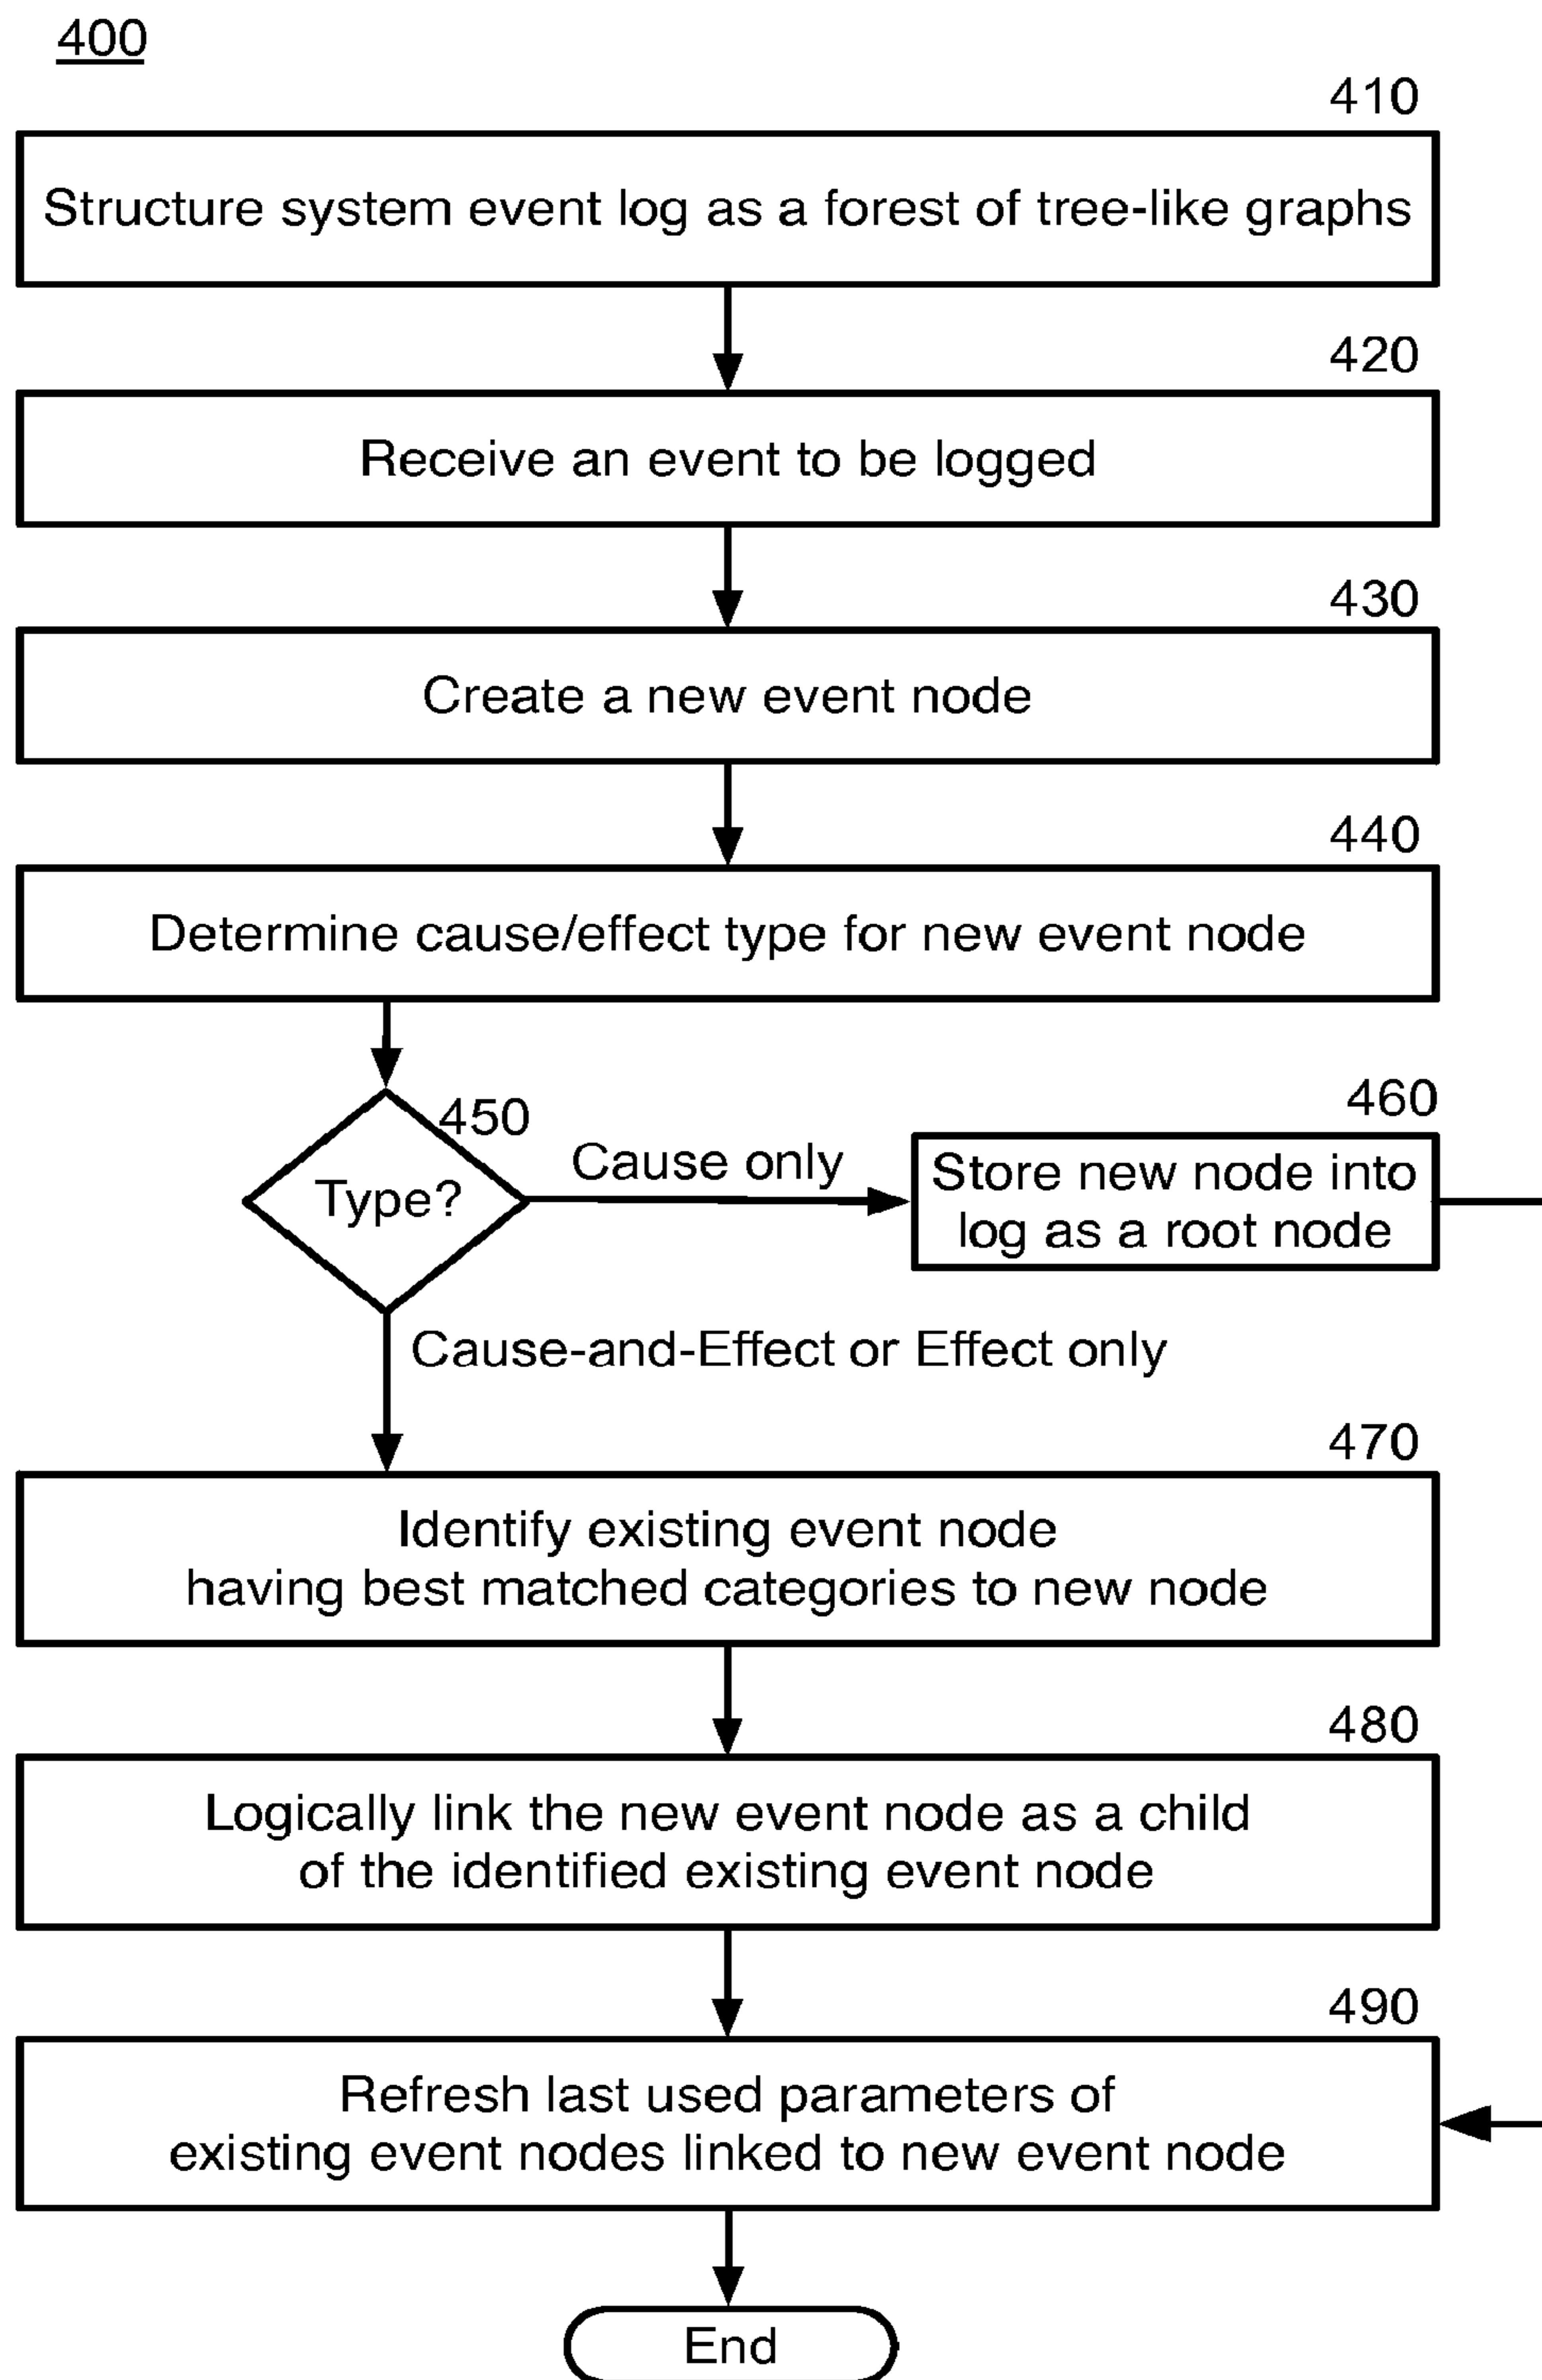 400
410
Structure system event log as a forest of tree-like graphs
420
Receive an event to be logged
430
Create a new event node
440
Determine cause/effect type for new event node
450
Type?
Cause only
460
Store new node into
log as a root node
Cause-and-Effect or Effect only
470
Identify existing event node
having best matched categories to new node
480
Logically link the new event node as a child
of the identified existing event node
490
Refresh last used parameters of
existing event nodes linked to new event node
End